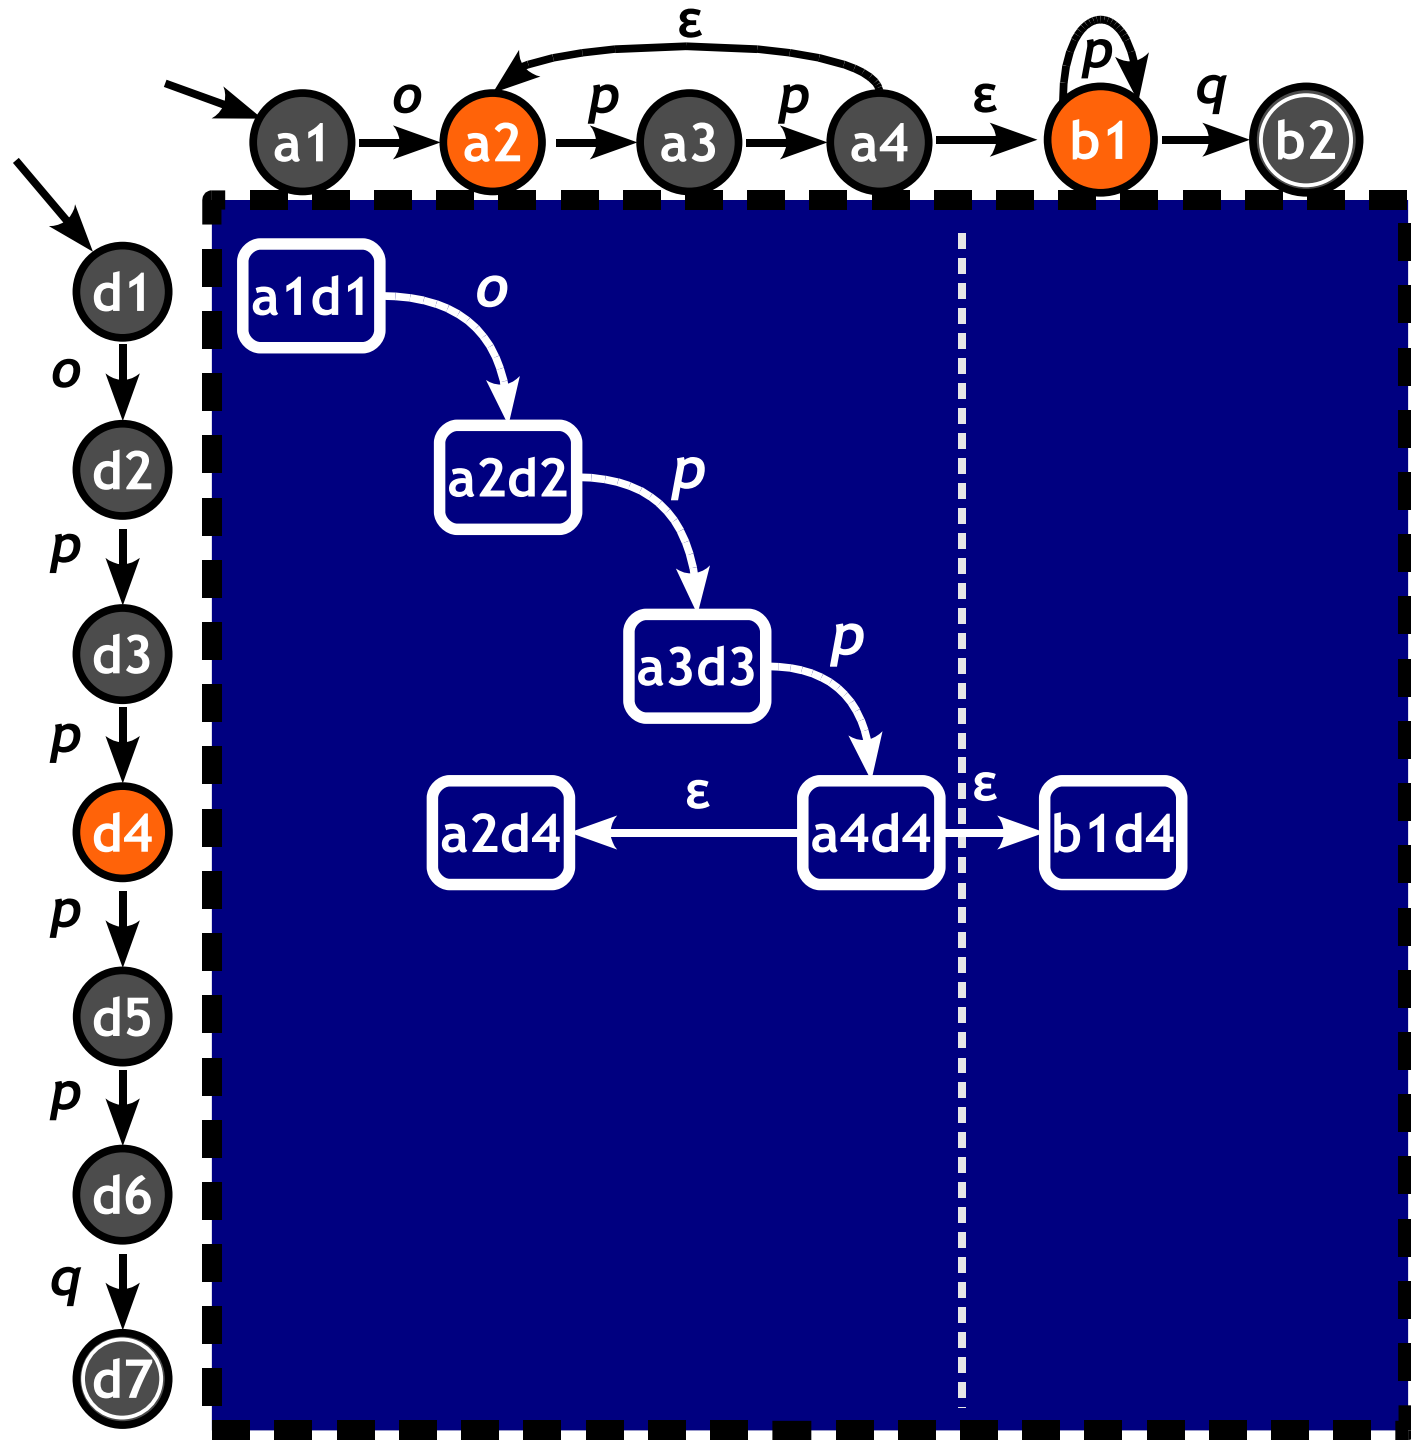 ε
o p p ε p q
a1 a2 a3 a4 b1 b2
d1
a1d1 o
o
d2
a2d2 p
p
d3
a3d3 p
p
d4
a2d4 ε a4d4 ε b1d4
p
d5
p
d6
q
d7